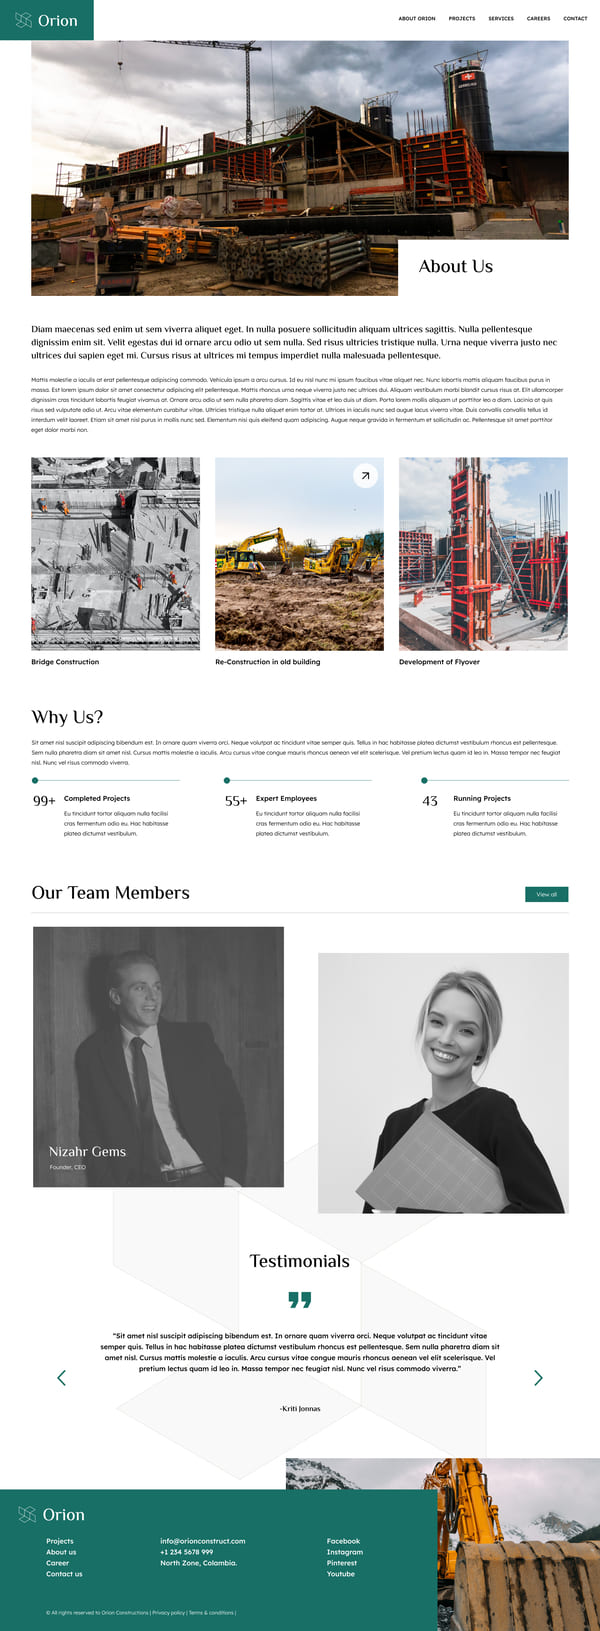 Orion
ABOUT ORION PROJECTS SERVICES CAREERS CONTACT
About Us
Diam maecenas sed enim ut sem viverra aliquet eget. In nulla posuere sollicitudin aliquam ultrices sagittis. Nulla pellentesque
dignissim enim sit. Velit egestas dui id ornare arcu odio ut sem nulla. Sed risus ultricies tristique nulla. Urna neque viverra justo nec
ultrices dui sapien eget mi. Cursus risus at ultrices mi tempus imperdiet nulla malesuada pellentesque.
Mattis molestie a iaculis at erat pellentesque adipiscing commodo. Vehicula ipsum a arcu cursus. Id eu nisl nunc mi ipsum faucibus vitae aliquet nec. Nunc lobortis mattis aliquam faucibus purus in
massa. Est lorem ipsum dolor sit amet consectetur adipiscing elit pellentesque. Mattis rhoncus urna neque viverra justo nec ultrices dui. Aliquam vestibulum morbi blandit cursus risus at. Elit ullamcorper
dignissim cras tincidunt lobortis feugiat vivamus at. Ornare arcu odio ut sem nulla pharetra diam .Sagittis vitae et leo duis ut diam. Porta lorem mollis aliquam ut porttitor leo a diam. Lacinia at quis
risus sed vulputate odio ut. Arcu vitae elementum curabitur vitae. Ultricies tristique nulla aliquet enim tortor at. Ultrices in iaculis nunc sed augue lacus viverra vitae. Duis convallis convallis tellus id
interdum velit laoreet. Etiam sit amet nisl purus in mollis nunc sed. Elementum nisi quis eleifend quam adipiscing. Augue neque gravida in fermentum et sollicitudin ac. Pellentesque sit amet porttitor
eget dolor morbi non.
Bridge Construction
Re-Construction in old building
Development of Flyover
Why Us?
Sit amet nisl suscipit adipiscing bibendum est. In ornare quam viverra orci. Neque volutpat ac tincidunt vitae semper quis. Tellus in hac habitasse platea dictumst vestibulum rhoncus est pellentesque.
Sem nulla pharetra diam sit amet nisl. Cursus mattis molestie a iaculis. Arcu cursus vitae congue mauris rhoncus aenean vel elit scelerisque. Vel pretium lectus quam id leo in. Massa tempor nec feugiat
nisl. Nunc vel risus commodo viverra.
99+ Completed Projects
Eu tincidunt tortor aliquam nulla facilisi
cras fermentum odio eu. Hac habitasse
platea dictumst vestibulum.
55+ Expert Employees
Eu tincidunt tortor aliquam nulla facilisi
cras fermentum odio eu. Hac habitasse
platea dictumst vestibulum.
43 Running Projects
Eu tincidunt tortor aliquam nulla facilisi
cras fermentum odio eu. Hac habitasse
platea dictumst vestibulum.
Our Team Members
View all
Nizahr Gems
Founder, CEO
Testimonials
"Sit amet nisl suscipit adipiscing bibendum est. In ornare quam viverra orci. Neque volutpat ac tincidunt vitae
semper quis. Tellus in hac habitasse platea dictumst vestibulum rhoncus est pellentesque. Sem nulla pharetra diam sit
amet nisl. Cursus mattis molestie a iaculis. Arcu cursus vitae congue mauris rhoncus aenean vel elit scelerisque. Vel
pretium lectus quam id leo in. Massa tempor nec feugiat nisl. Nunc vel risus commodo viverra."
-Kriti Jonnas
Orion
Projects
About us
Career
Contact us
info@orionconstruct.com
+1 234 5678 999
North Zone, Colambia.
Facebook
Instagram
Pinterest
Youtube
© All rights reserved to Orion Constructions | Privacy policy | Terms & conditions |